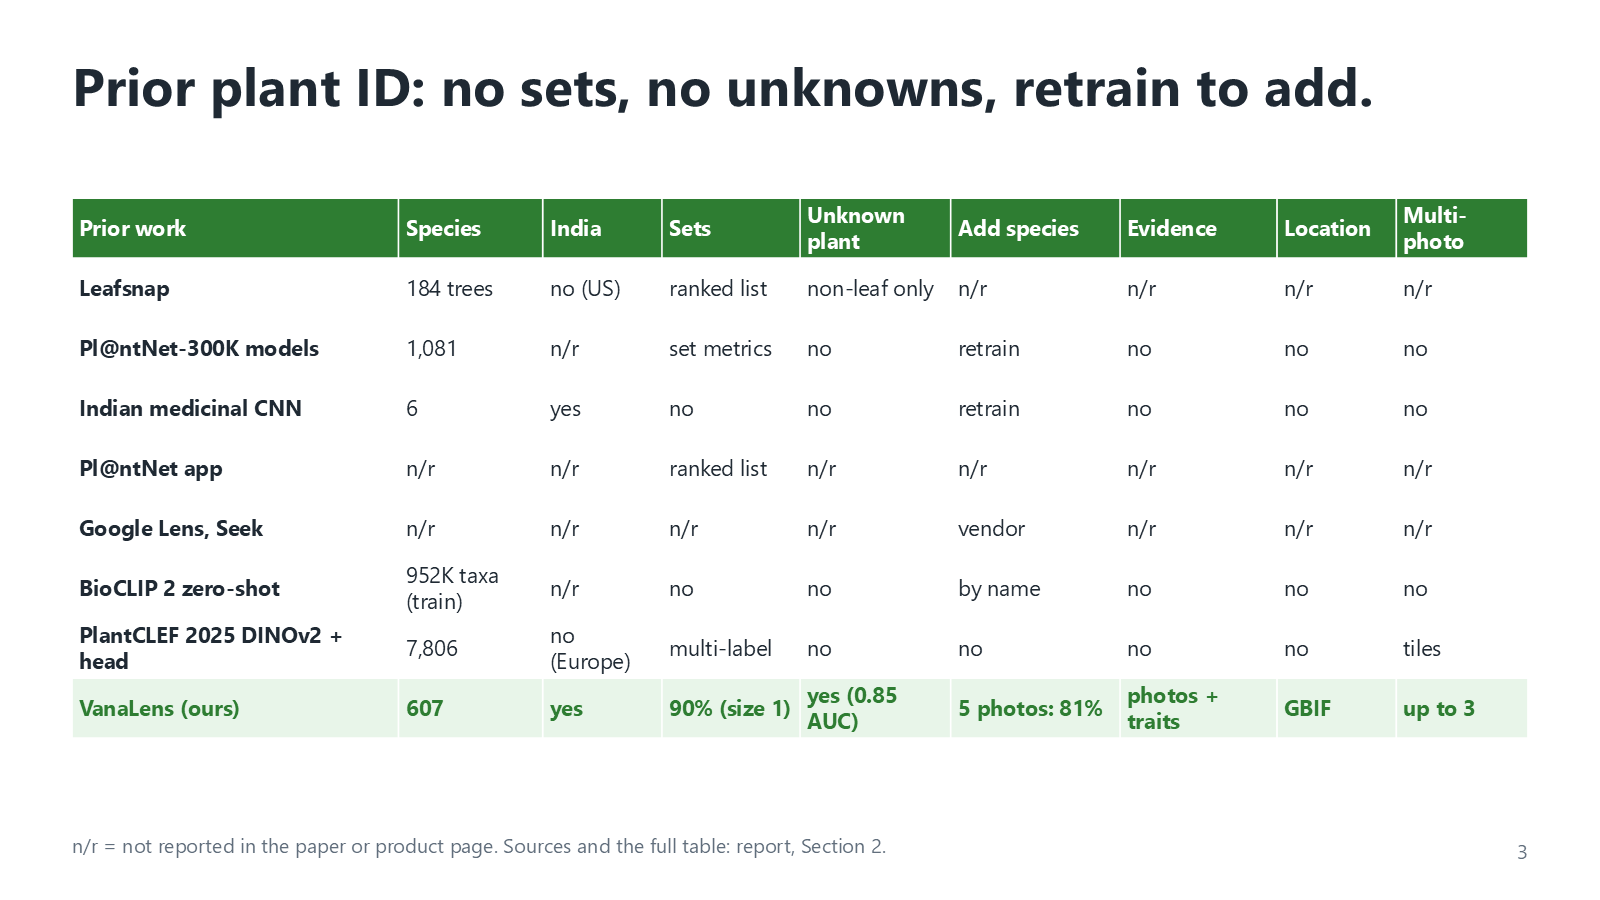 Prior plant ID: no sets, no unknowns, retrain to add.
Prior work Species India Sets Unknown plant Add species Evidence Location Multi-photo
Leafsnap 184 trees no (US) ranked list non-leaf only n/r n/r n/r n/r
Pl@ntNet-300K models 1,081 n/r set metrics no retrain no no no
Indian medicinal CNN 6 yes no no retrain no no no
Pl@ntNet app n/r n/r ranked list n/r n/r n/r n/r n/r
Google Lens, Seek n/r n/r n/r n/r vendor n/r n/r n/r
BioCLIP 2 zero-shot 952K taxa (train) n/r no no by name no no no
PlantCLEF 2025 DINOv2 + head 7,806 no (Europe) multi-label no no no no tiles
VanaLens (ours) 607 yes 90% (size 1) yes (0.85 AUC) 5 photos: 81% photos + traits GBIF up to 3
n/r = not reported in the paper or product page. Sources and the full table: report, Section 2.
3